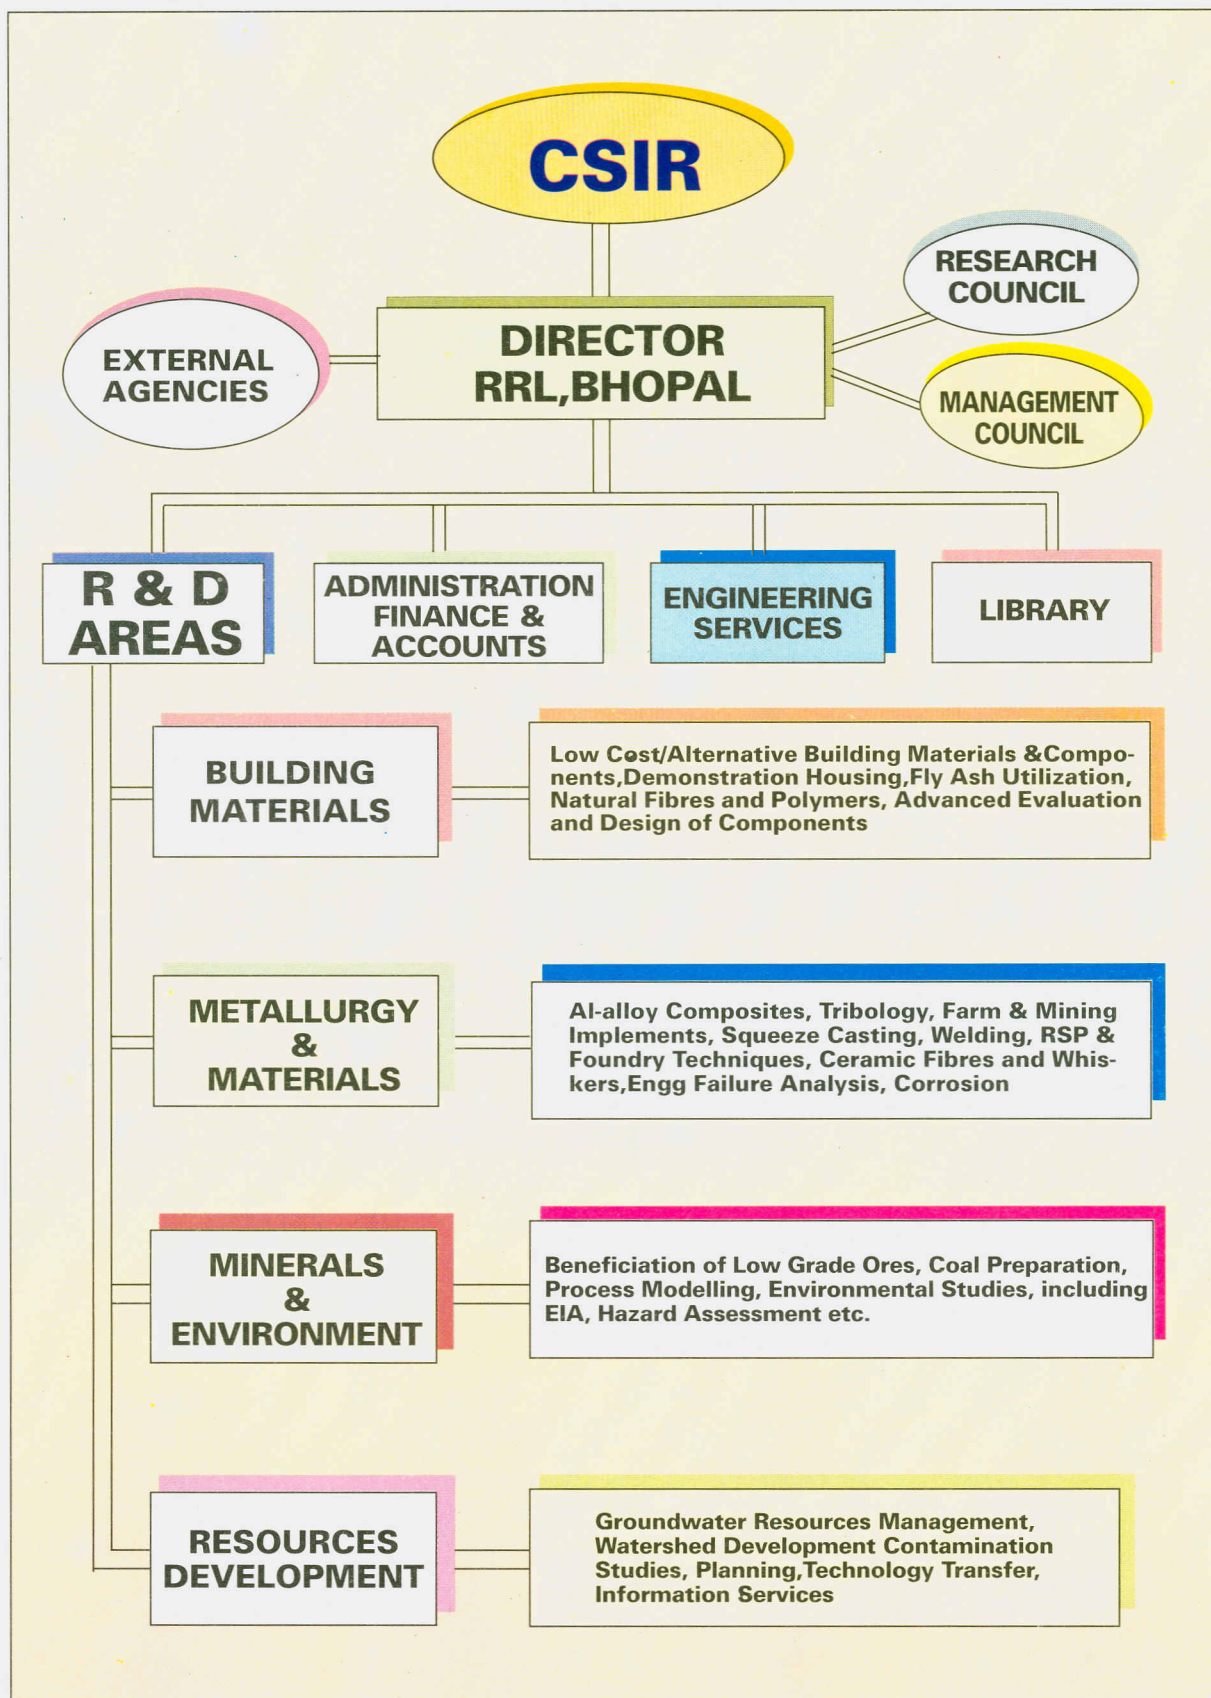 CSIR
RESEARCH
COUNCIL
EXTERNAL
AGENCIES
DIRECTOR
RRL,BHOPAL
MANAGEMENT
COUNCIL
R & D
AREAS
ADMINISTRATION
FINANCE &
ACCOUNTS
ENGINEERING
SERVICES
LIBRARY
BUILDING
MATERIALS
Low Cost/Alternative Building Materials &Compo-
nents,Demonstration Housing,Fly Ash Utilization,
Natural Fibres and Polymers, Advanced Evaluation
and Design of Components
METALLURGY
&
MATERIALS
Al-alloy Composites, Tribology, Farm & Mining
Implements, Squeeze Casting, Welding, RSP &
Foundry Techniques, Ceramic Fibres and Whis-
kers,Engg Failure Analysis, Corrosion
MINERALS
&
ENVIRONMENT
Beneficiation of Low Grade Ores, Coal Preparation,
Process Modelling, Environmental Studies, including
EIA, Hazard Assessment etc.
RESOURCES
DEVELOPMENT
Groundwater Resources Management,
Watershed Development Contamination
Studies, Planning,Technology Transfer,
Information Services